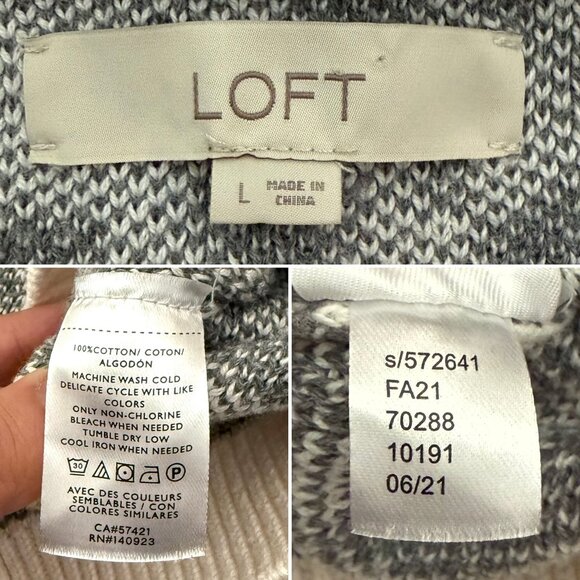 LOFT
L
MADE IN
CHINA
100%COTTON/ COTON/
ALGODÓN
MACHINE WASH COLD
DELICATE CYCLE WITH LIKE
COLORS
ONLY NON-CHLORINE
BLEACH WHEN NEEDED
TUMBLE DRY LOW
COOL IRON WHEN NEEDED
30
P
AVEC DES COULEURS
SEMBLABLES / CON
COLORES SIMILARES
CA#57421
RN#140923
s/572641
FA21
70288
10191
06/21